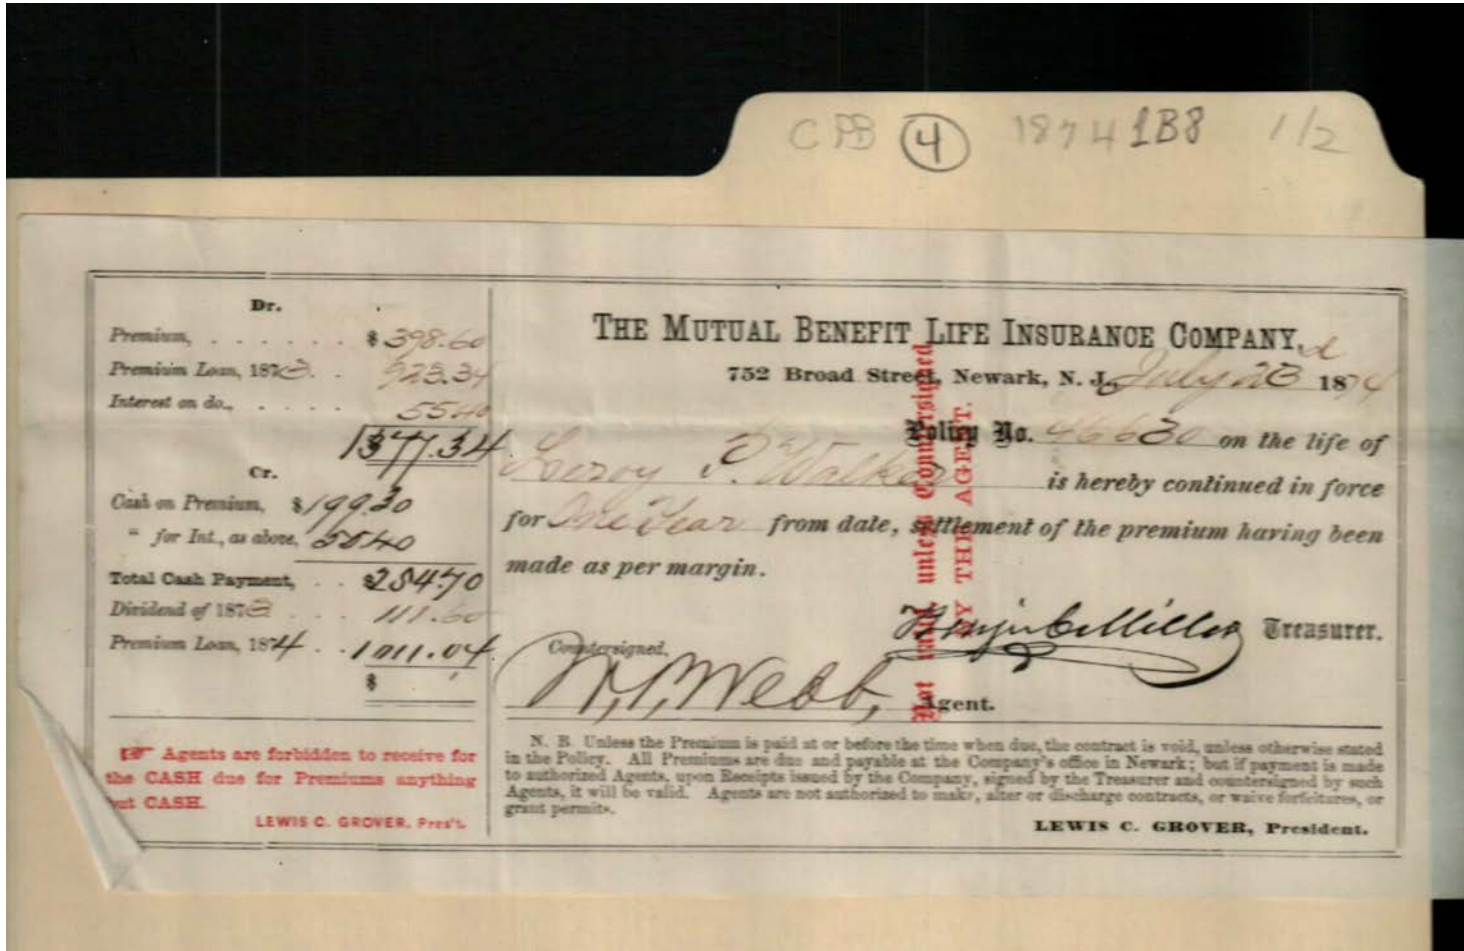 CPB 4 1874 1B8 1/2
Dr.
Premium, . . . . . . $ 398.60
Premium Loan, 1873 . . 923.34
Interest on do., . . . . 55.40
1377.34
Cr.
Cash on Premium, $199.30
" for Int., as above, 55.40
Total Cash Payment, . . $254.70
Dividend of 1873 . . . 111.60
Premium Loan, 1874 . . 1011.04
$
☞ Agents are forbidden to receive for
the CASH due for Premiums anything
but CASH.
LEWIS C. GROVER, Pres't.
THE MUTUAL BENEFIT LIFE INSURANCE COMPANY,
752 Broad Street, Newark, N. J., July 23d 1874
Policy No. 46630 on the life of
Leroy P. Walker is hereby continued in force
for One Year from date, settlement of the premium having been
made as per margin.
Benj. C. Miller Treasurer.
Countersigned,
W. P. Webb, Agent.
Not valid, unless Countersigned
BY THE AGENT.
N. B. Unless the Premium is paid at or before the time when due, the contract is void, unless otherwise stated
in the Policy. All Premiums are due and payable at the Company's office in Newark; but if payment is made
to authorized Agents, upon Receipts issued by the Company, signed by the Treasurer and countersigned by such
Agents, it will be valid. Agents are not authorized to make, alter or discharge contracts, or waive forfeitures, or
grant permits.
LEWIS C. GROVER, President.